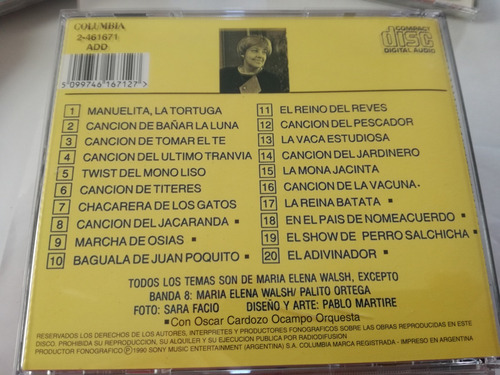 COLUMBIA
2-461671
ADD
5 099746 167127 >
COMPACT
disc
DIGITAL AUDIO
1 MANUELITA, LA TORTUGA
2 CANCION DE BAÑAR LA LUNA
3 CANCION DE TOMAR EL TE
4 CANCION DEL ULTIMO TRANVIA
5 TWIST DEL MONO LISO
6 CANCION DE TITERES
7 CHACARERA DE LOS GATOS
8 CANCION DEL JACARANDA ▪
9 MARCHA DE OSIAS ▪
10 BAGUALA DE JUAN POQUITO ▪
11 EL REINO DEL REVES
12 CANCION DEL PESCADOR
13 LA VACA ESTUDIOSA
14 CANCION DEL JARDINERO
15 LA MONA JACINTA
16 CANCION DE LA VACUNA ▪
17 LA REINA BATATA ▪
18 EN EL PAIS DE NOMEACUERDO ▪
19 EL SHOW DE PERRO SALCHICHA ▪
20 EL ADIVINADOR ▪
TODOS LOS TEMAS SON DE MARIA ELENA WALSH, EXCEPTO
BANDA 8: MARIA ELENA WALSH/ PALITO ORTEGA
FOTO: SARA FACIO DISEÑO Y ARTE: PABLO MARTIRE
▪Con Oscar Cardozo Ocampo Orquesta
RESERVADOS LOS DERECHOS DE LOS AUTORES, INTERPRETES Y PRODUCTORES FONOGRAFICOS SOBRE LAS OBRAS REPRODUCIDAS EN ESTE
DISCO. PROHIBIDA SU REPRODUCCION, SU ALQUILER Y SU EJECUCION PUBLICA POR RADIODIFUSION
PRODUCTOR FONOGRAFICO Ⓟ 1990 SONY MUSIC ENTERTAINMENT (ARGENTINA) S.A. COLUMBIA MARCA REGISTRADA - IMPRESO EN ARGENTINA